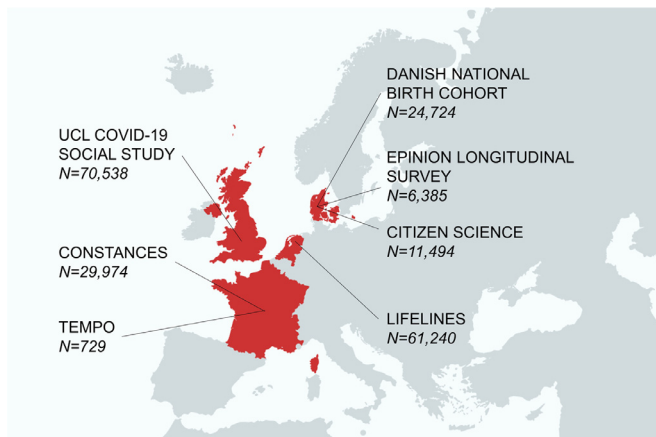 DANISH NATIONAL
BIRTH COHORT
N=24,724
UCL COVID-19
SOCIAL STUDY
N=70,538
EPINION LONGITUDINAL
SURVEY
N=6,385
CITIZEN SCIENCE
N=11,494
CONSTANCES
N=29,974
TEMPO
N=729
LIFELINES
N=61,240